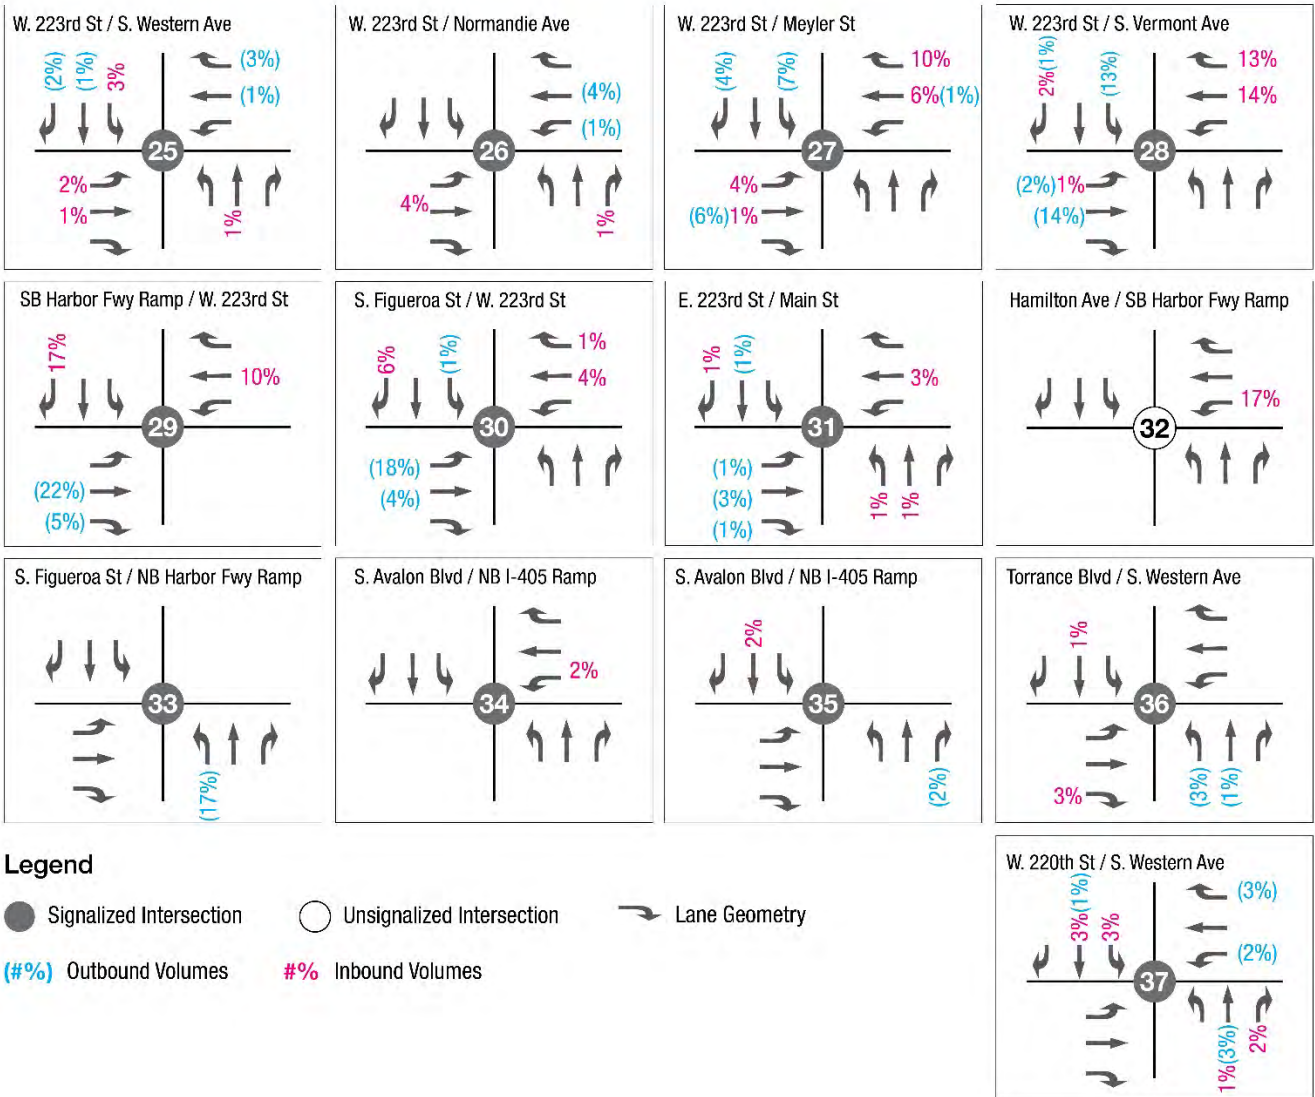 W. 223rd St / S. Western Ave
(2%) (1%) 3%
(3%)
(1%)
25
2%
1%
1%
W. 223rd St / Normandie Ave
(4%)
(1%)
26
4%
1%
W. 223rd St / Meyler St
(4%) (7%)
10%
6%(1%)
27
4%
(6%)1%
W. 223rd St / S. Vermont Ave
2%(1%) (13%)
13%
14%
28
(2%)1%
(14%)
SB Harbor Fwy Ramp / W. 223rd St
17%
10%
29
(22%)
(5%)
S. Figueroa St / W. 223rd St
6% (1%)
1%
4%
30
(18%)
(4%)
E. 223rd St / Main St
1% (1%)
3%
31
(1%)
(3%)
(1%)
1% 1%
Hamilton Ave / SB Harbor Fwy Ramp
17%
32
S. Figueroa St / NB Harbor Fwy Ramp
33
(17%)
S. Avalon Blvd / NB I-405 Ramp
2%
34
S. Avalon Blvd / NB I-405 Ramp
2%
35
(2%)
Torrance Blvd / S. Western Ave
1%
36
3%
(3%) (1%)
W. 220th St / S. Western Ave
3%(1%) 3%
(3%)
(2%)
37
1%(3%) 2%
Legend
Signalized Intersection
Unsignalized Intersection
Lane Geometry
(#%) Outbound Volumes
#% Inbound Volumes